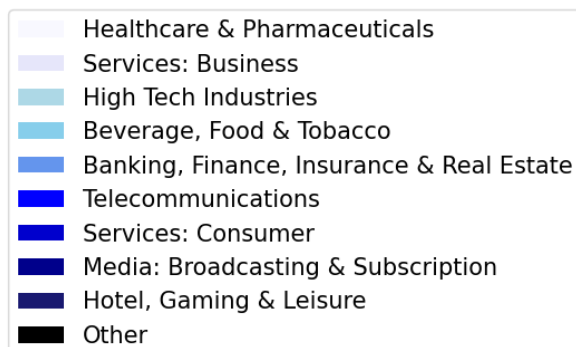 Healthcare & Pharmaceuticals
Services: Business
High Tech Industries
Beverage, Food & Tobacco
Banking, Finance, Insurance & Real Estate
Telecommunications
Services: Consumer
Media: Broadcasting & Subscription
Hotel, Gaming & Leisure
Other